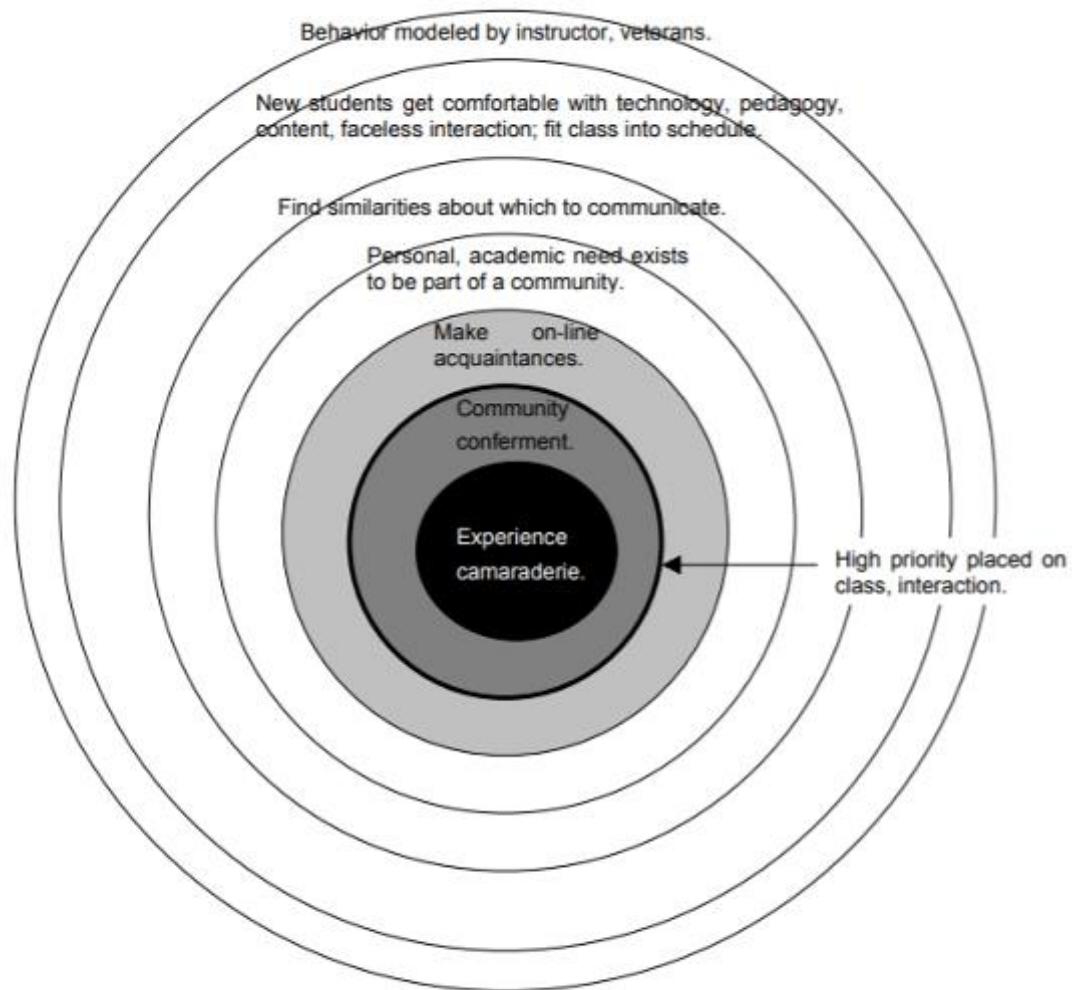 Behavior modeled by instructor, veterans.
New students get comfortable with technology, pedagogy,
content, faceless interaction; fit class into schedule.
Find similarities about which to communicate.
Personal, academic need exists
to be part of a community.
Make on-line
acquaintances.
Community
conferment.
Experience
camaraderie.
High priority placed on
class, interaction.